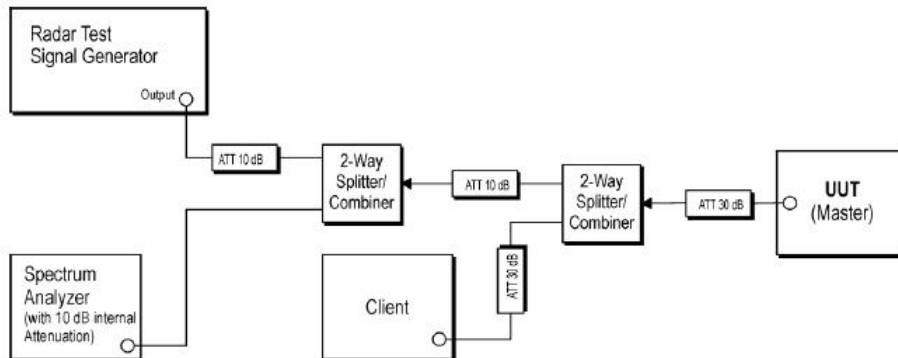 Radar Test
Signal Generator
Output
ATT 10 dB
2-Way
Splitter/
Combiner
ATT 10 dB
2-Way
Splitter/
Combiner
ATT 30 dB
UUT
(Master)
Spectrum
Analyzer
(with 10 dB internal
Attenuation)
Client
ATT 30 dB